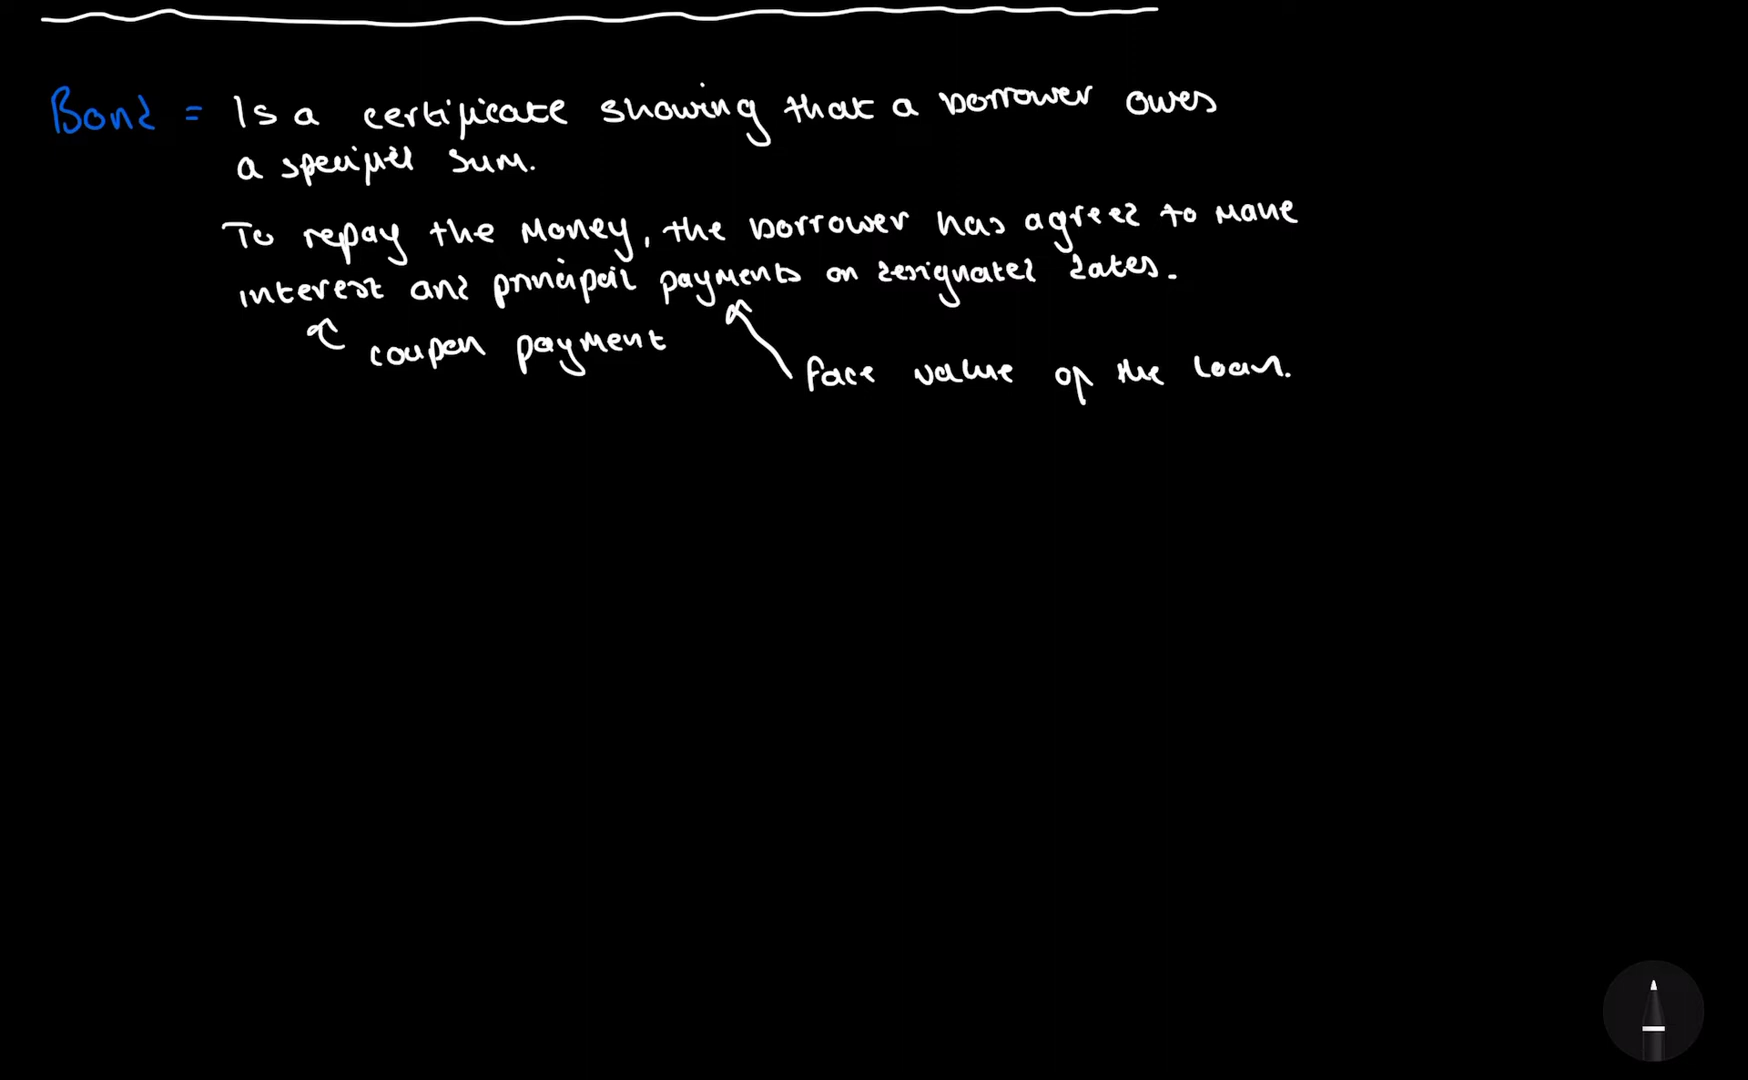 Bond = Is a certificate showing that a borrower owes
a specified sum.
To repay the money, the borrower has agreed to make
interest and principal payments on designated dates.
coupon payment
face value of the loan.